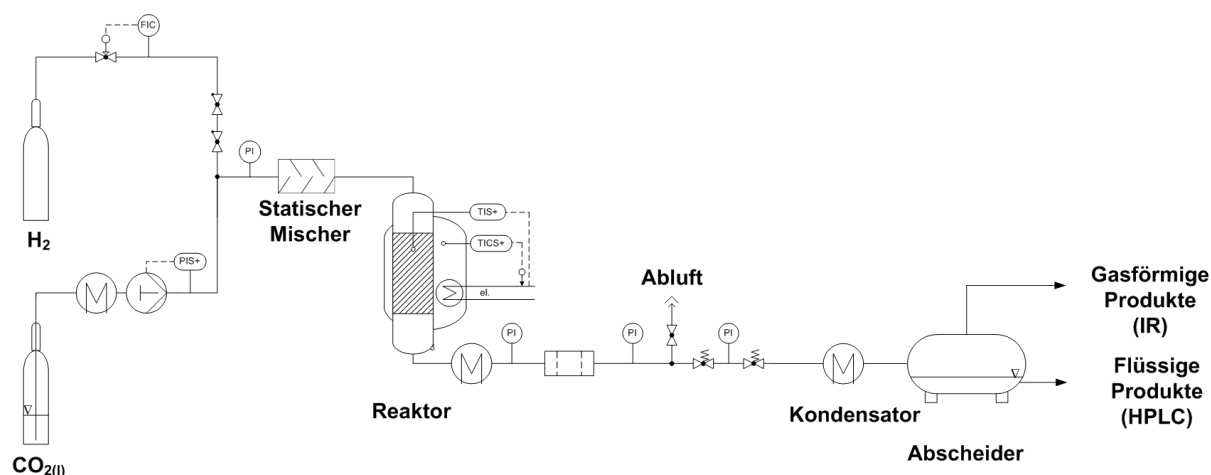 FIC
H2
PI
Statischer
Mischer
PIS+
CO2(l)
TIS+
TICS+
el.
Reaktor
PI
PI
Abluft
PI
Kondensator
Abscheider
Gasförmige
Produkte
(IR)
Flüssige
Produkte
(HPLC)